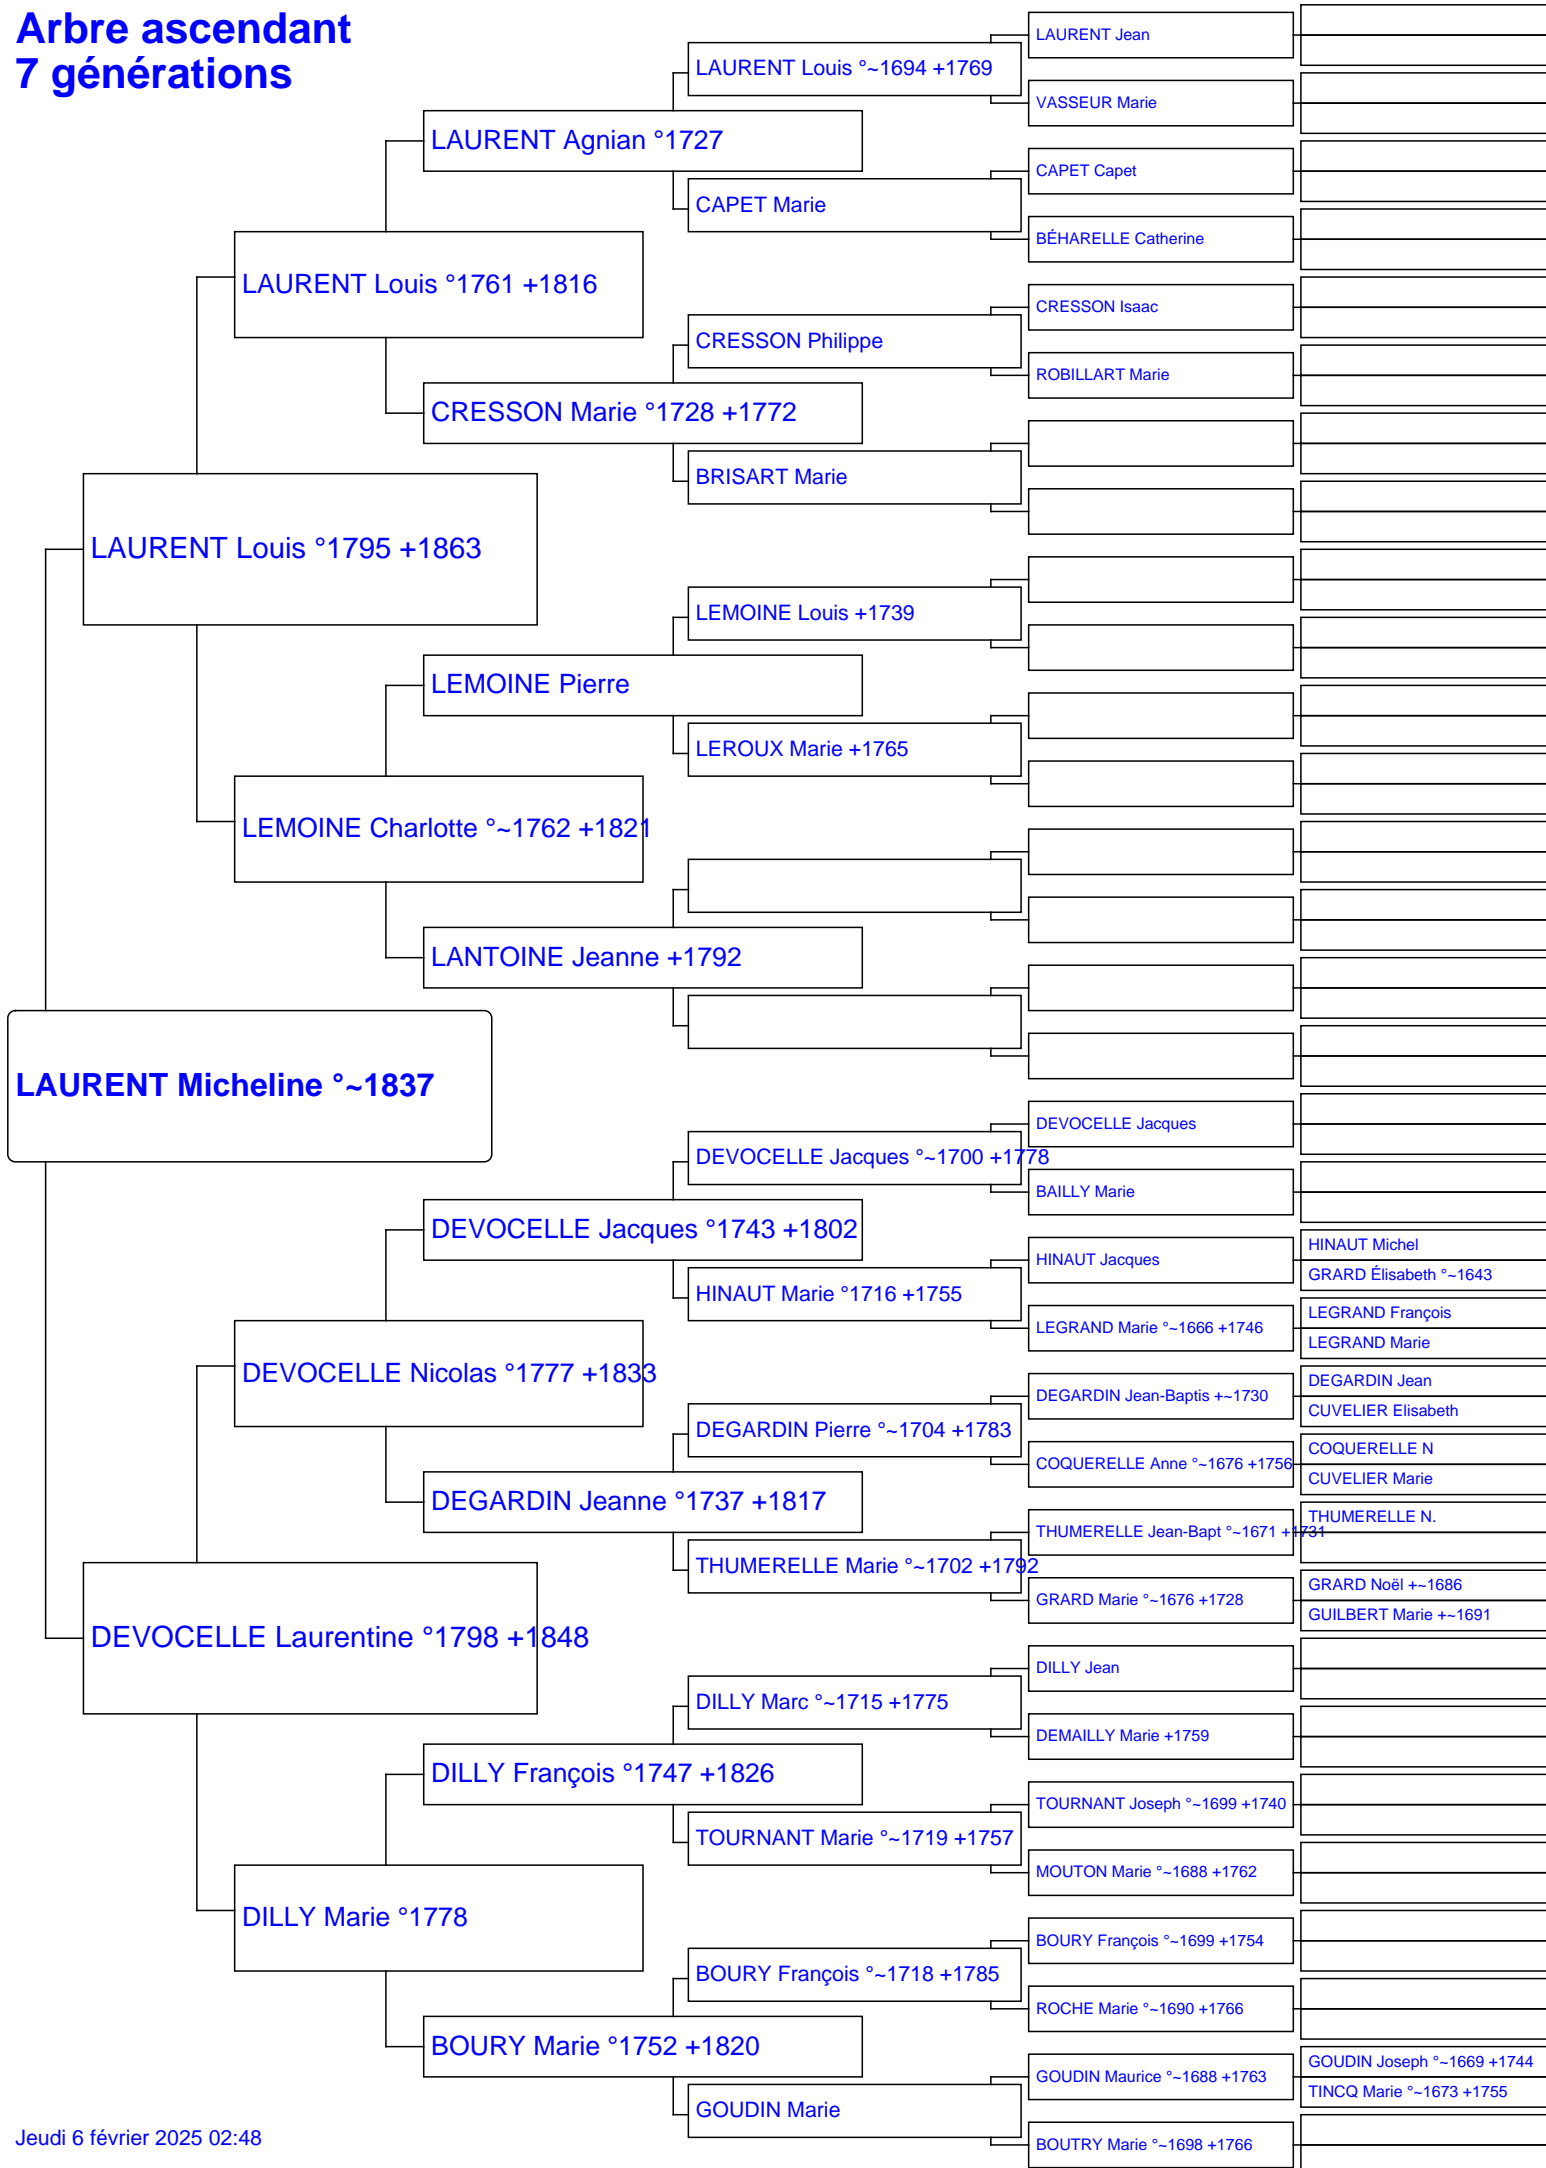 Arbre ascendant
7 générations
LAURENT Jean
LAURENT Louis °~1694 +1769
VASSEUR Marie
LAURENT Agnian °1727
CAPET Capet
CAPET Marie
BÉHARELLE Catherine
LAURENT Louis °1761 +1816
CRESSON Isaac
CRESSON Philippe
ROBILLART Marie
CRESSON Marie °1728 +1772
BRISART Marie
LAURENT Louis °1795 +1863
LEMOINE Louis +1739
LEMOINE Pierre
LEROUX Marie +1765
LEMOINE Charlotte °~1762 +1821
LANTOINE Jeanne +1792
LAURENT Micheline °~1837
DEVOCELLE Jacques
DEVOCELLE Jacques °~1700 +1778
BAILLY Marie
DEVOCELLE Jacques °1743 +1802
HINAUT Michel
HINAUT Jacques
GRARD Élisabeth °~1643
HINAUT Marie °1716 +1755
LEGRAND François
LEGRAND Marie °~1666 +1746
LEGRAND Marie
DEVOCELLE Nicolas °1777 +1833
DEGARDIN Jean
DEGARDIN Jean-Baptis +~1730
CUVELIER Elisabeth
DEGARDIN Pierre °~1704 +1783
COQUERELLE N
COQUERELLE Anne °~1676 +1756
CUVELIER Marie
DEGARDIN Jeanne °1737 +1817
THUMERELLE N.
THUMERELLE Jean-Bapt °~1671 +1731
THUMERELLE Marie °~1702 +1792
GRARD Noël +~1686
GRARD Marie °~1676 +1728
GUILBERT Marie +~1691
DEVOCELLE Laurentine °1798 +1848
DILLY Jean
DILLY Marc °~1715 +1775
DEMAILLY Marie +1759
DILLY François °1747 +1826
TOURNANT Joseph °~1699 +1740
TOURNANT Marie °~1719 +1757
MOUTON Marie °~1688 +1762
DILLY Marie °1778
BOURY François °~1699 +1754
BOURY François °~1718 +1785
ROCHE Marie °~1690 +1766
BOURY Marie °1752 +1820
GOUDIN Joseph °~1669 +1744
GOUDIN Maurice °~1688 +1763
TINCQ Marie °~1673 +1755
GOUDIN Marie
BOUTRY Marie °~1698 +1766
Jeudi 6 février 2025 02:48